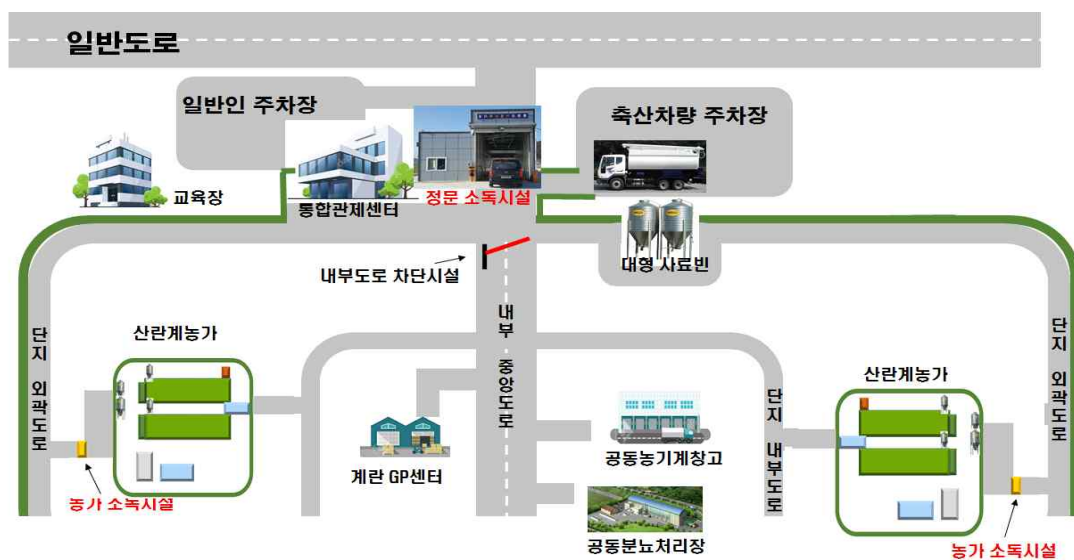 일반도로
일반인 주차장
축산차량 주차장
교육장
통합관제센터
정문 소독시설
내부도로 차단시설
대형 사료빈
단지 외곽도로
산란계농가
내부 중앙도로
산란계농가
단지 외곽도로
단지 내부도로
계란 GP센터
공동농기계창고
농가 소독시설
공동분뇨처리장
농가 소독시설